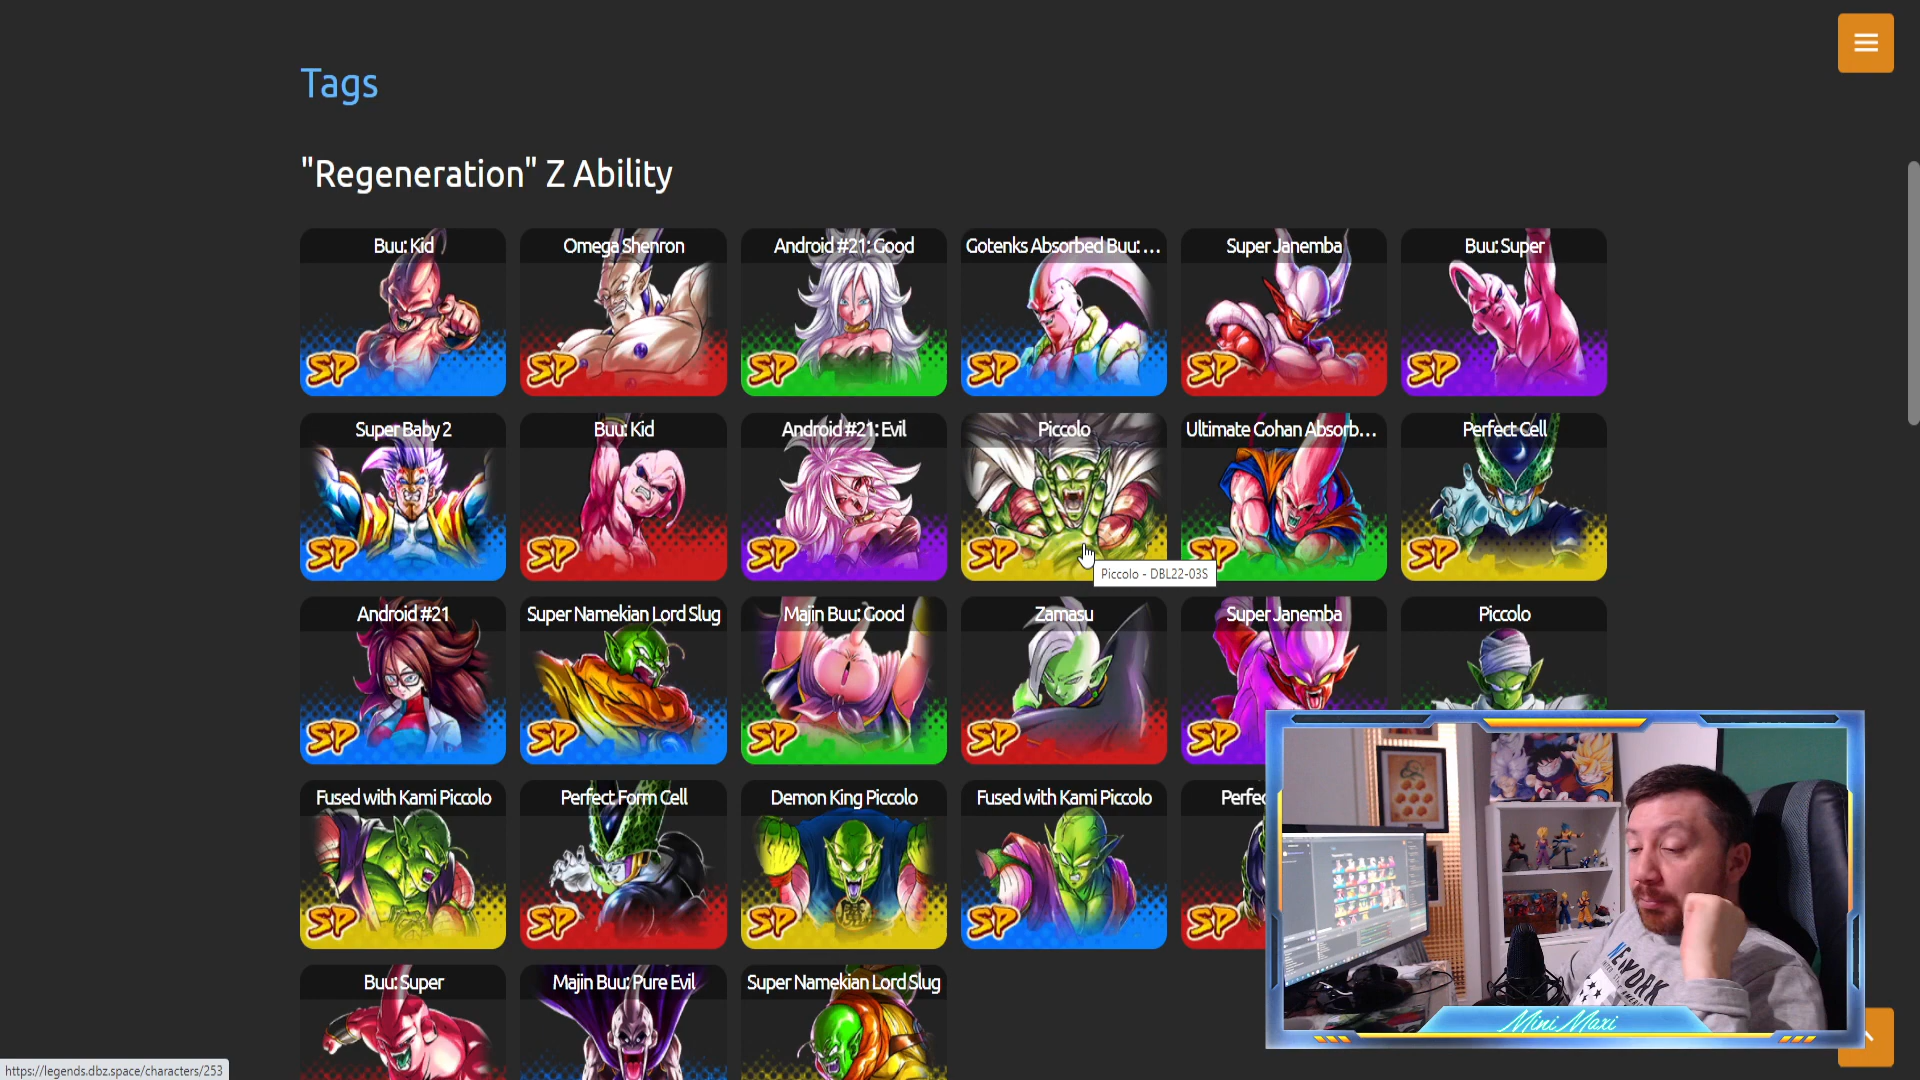 Tags
"Regeneration" Z Ability
Buu: Kid
Omega Shenron
Android #21: Good
Gotenks Absorbed Buu: ...
Super Janemba
Buu: Super
SP
SP
SP
SP
SP
SP
Super Baby 2
Buu: Kid
Android #21: Evil
Piccolo
Ultimate Gohan Absorb...
Perfect Cell
SP
SP
SP
SP
SP
SP
Piccolo - DBL22-03S
Android #21
Super Namekian Lord Slug
Majin Buu: Good
Zamasu
Super Janemba
Piccolo
SP
SP
SP
SP
SP
Fused with Kami Piccolo
Perfect Form Cell
Demon King Piccolo
Fused with Kami Piccolo
Perfec
SP
SP
SP
SP
SP
Buu: Super
Majin Buu: Pure Evil
Super Namekian Lord Slug
Mini Maxi
https://legends.dbz.space/characters/253